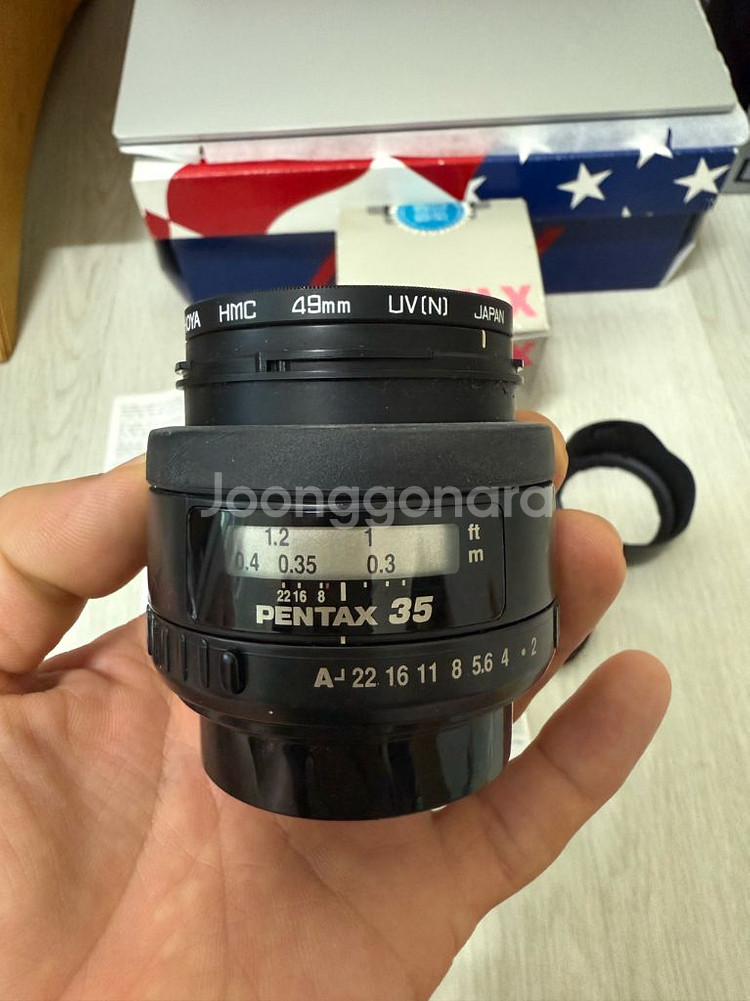 HOYA HMC 49mm UV(N) JAPAN
Joonggonara
1.2 1 ft
0.4 0.35 0.3 m
22 16 8
PENTAX 35
A 22 16 11 8 5.6 4 • 2